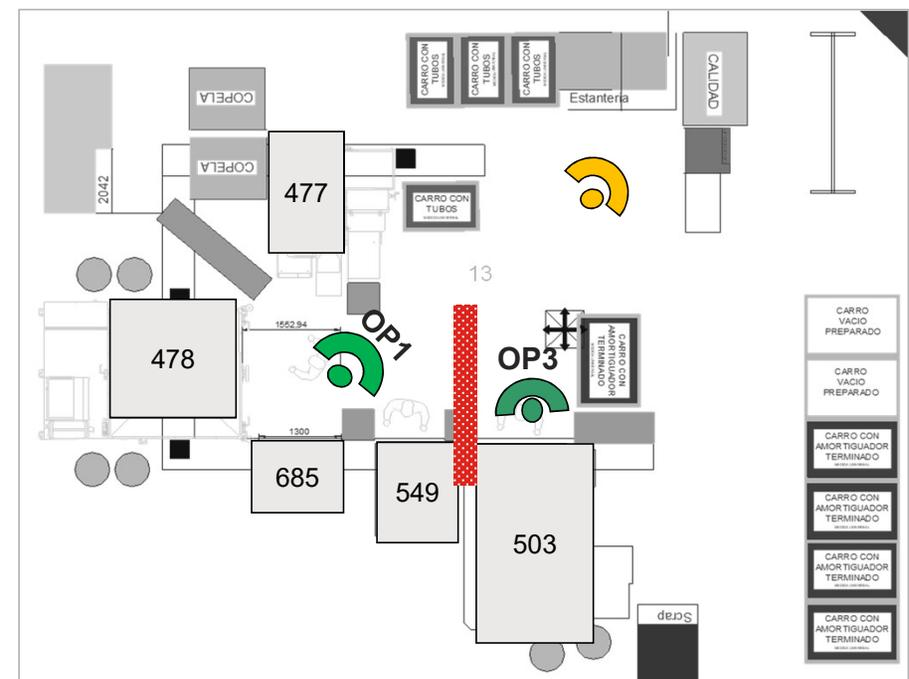 CARRO CON
TUBOS
CARRO CON
TUBOS
CARRO CON
TUBOS
Estantería
CALIDAD
COPELA
COPELA
2042
477
CARRO CON
TUBOS
13
1552,94
OP1
478
OP3
CARRO CON
AMORTIGUADOR
TERMINADO
CARRO
VACIO
PREPARADO
CARRO
VACIO
PREPARADO
1300
685
549
503
CARRO CON
AMORTIGUADOR
TERMINADO
CARRO CON
AMORTIGUADOR
TERMINADO
CARRO CON
AMORTIGUADOR
TERMINADO
CARRO CON
AMORTIGUADOR
TERMINADO
Scrap